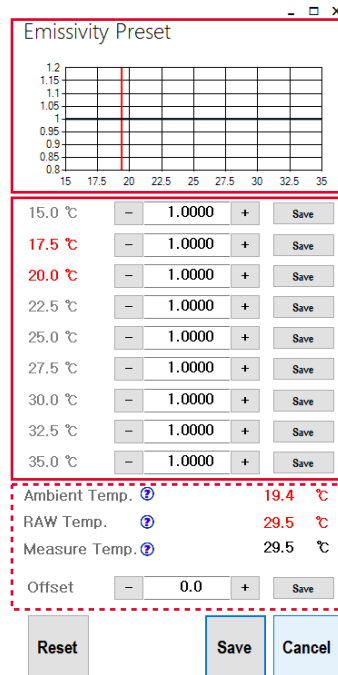 Emissivity Preset
1.2
1.15
1.1
1.05
1
0.95
0.9
0.85
0.8
15 17.5 20 22.5 25 27.5 30 32.5 35
15.0 ℃ − 1.0000 + Save
17.5 ℃ − 1.0000 + Save
20.0 ℃ − 1.0000 + Save
22.5 ℃ − 1.0000 + Save
25.0 ℃ − 1.0000 + Save
27.5 ℃ − 1.0000 + Save
30.0 ℃ − 1.0000 + Save
32.5 ℃ − 1.0000 + Save
35.0 ℃ − 1.0000 + Save
Ambient Temp. ? 19.4 ℃
RAW Temp. ? 29.5 ℃
Measure Temp. ? 29.5 ℃
Offset − 0.0 + Save
Reset Save Cancel